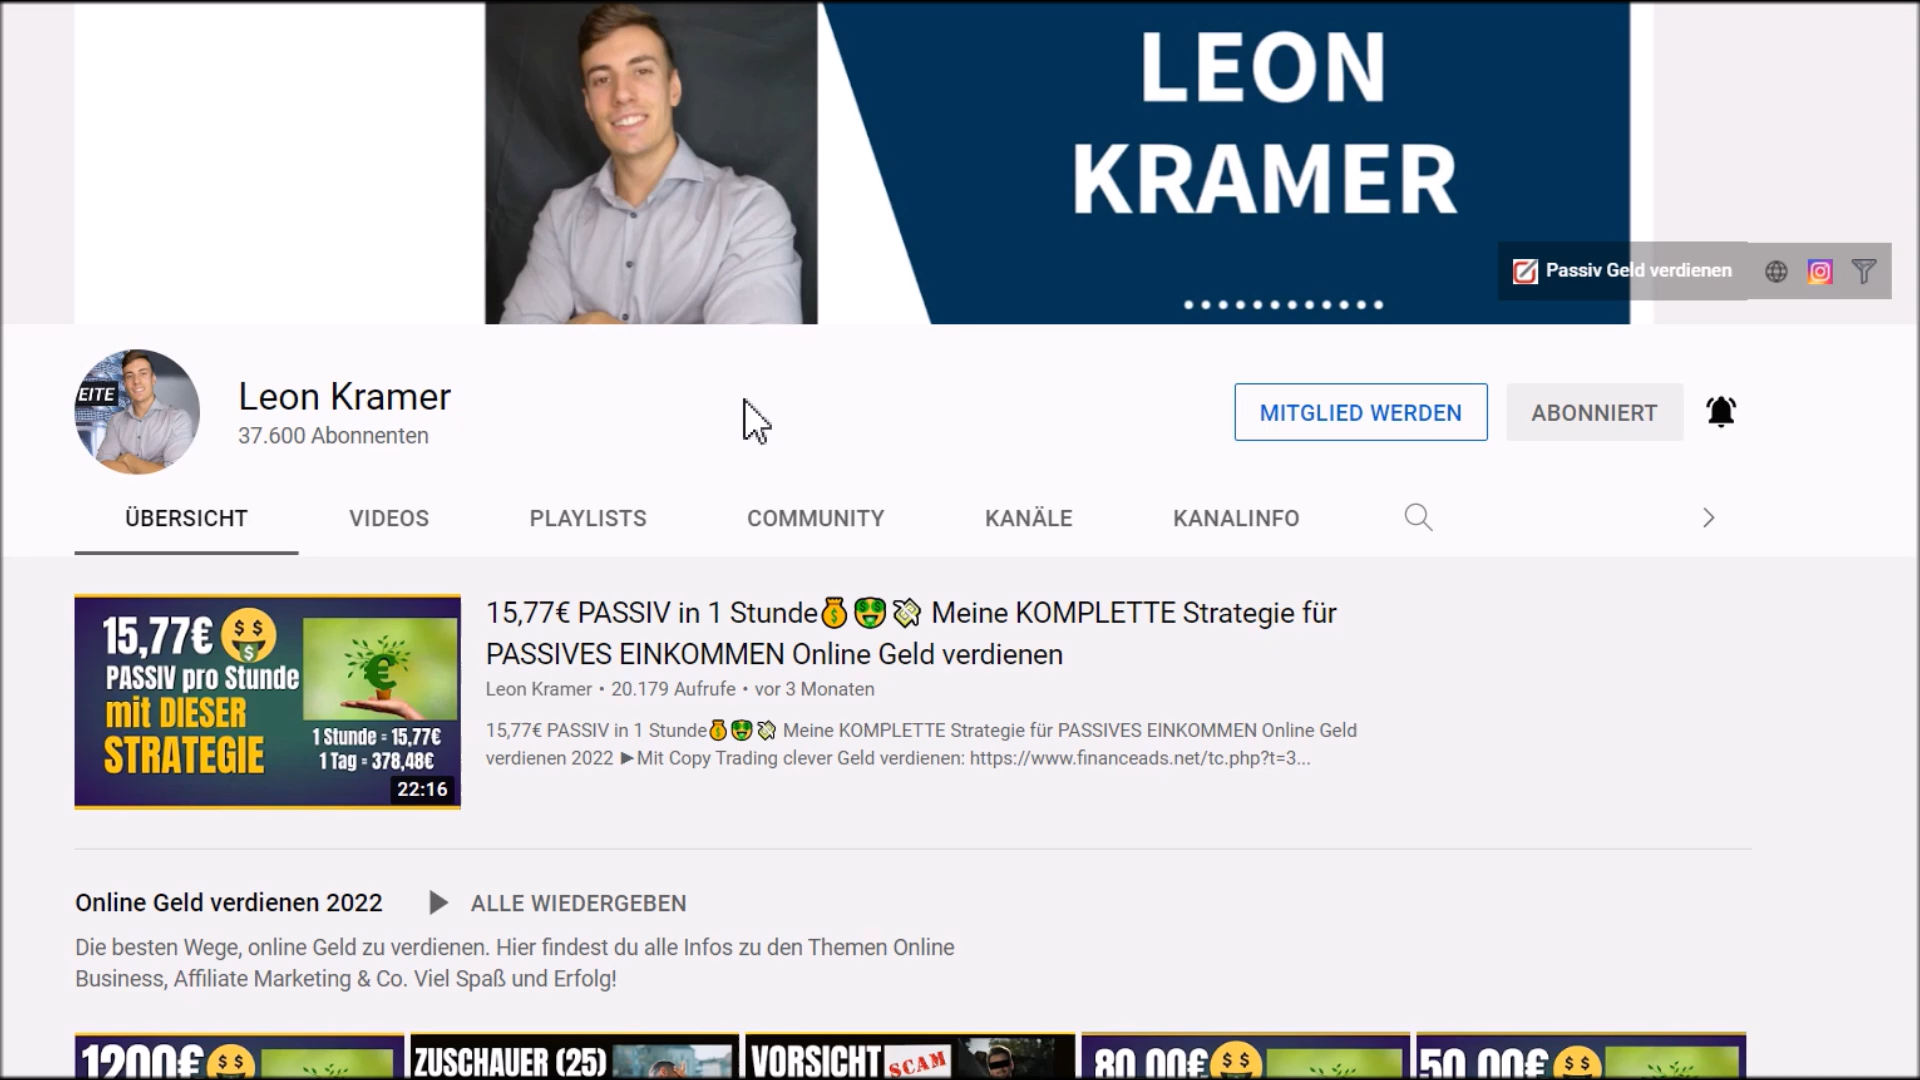 LEON
KRAMER
Passiv Geld verdienen
EITE
Leon Kramer
37.600 Abonnenten
MITGLIED WERDEN
ABONNIERT
ÜBERSICHT
VIDEOS
PLAYLISTS
COMMUNITY
KANÄLE
KANALINFO
15,77€
PASSIV pro Stunde
mit DIESER
STRATEGIE
1 Stunde = 15,77€
1 Tag = 378,48€
22:16
15,77€ PASSIV in 1 Stunde💰🤑💸 Meine KOMPLETTE Strategie für
PASSIVES EINKOMMEN Online Geld verdienen
Leon Kramer • 20.179 Aufrufe • vor 3 Monaten
15,77€ PASSIV in 1 Stunde💰🤑💸 Meine KOMPLETTE Strategie für PASSIVES EINKOMMEN Online Geld
verdienen 2022 ►Mit Copy Trading clever Geld verdienen: https://www.financeads.net/tc.php?t=3...
Online Geld verdienen 2022
ALLE WIEDERGEBEN
Die besten Wege, online Geld zu verdienen. Hier findest du alle Infos zu den Themen Online
Business, Affiliate Marketing & Co. Viel Spaß und Erfolg!
1200€
ZUSCHAUER (25)
VORSICHT
SCAM
80,00€
50,00€